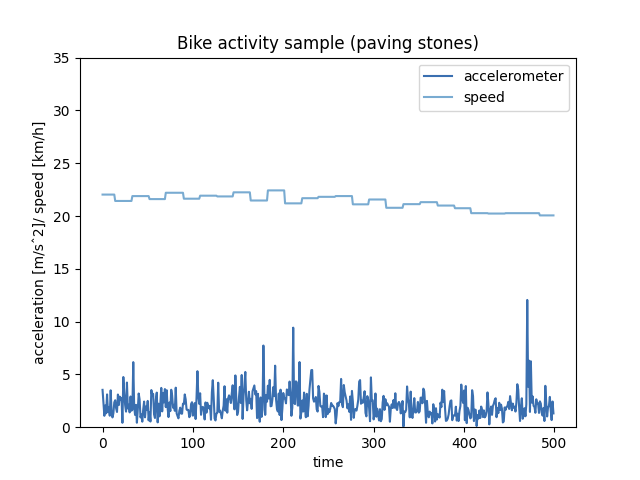 Bike activity sample (paving stones)
accelerometer
speed
acceleration [m/s^2]/ speed [km/h]
35
30
25
20
15
10
5
0
0 100 200 300 400 500
time